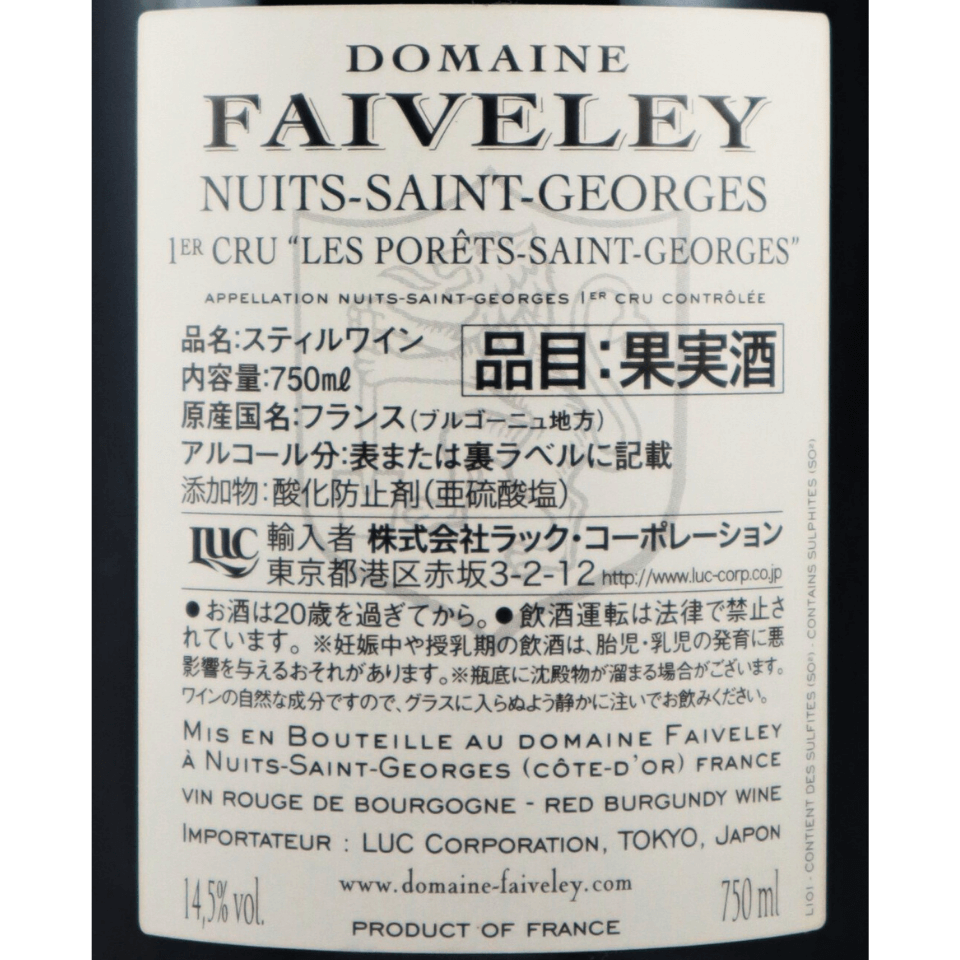 DOMAINE
FAIVELEY
NUITS-SAINT-GEORGES
1ER CRU “LES PORÊTS-SAINT-GEORGES”
APPELLATION NUITS-SAINT-GEORGES 1ER CRU CONTRÔLÉE
品名:スティルワイン
品目:果実酒
内容量:750mℓ
原産国名:フランス(ブルゴーニュ地方)
アルコール分:表または裏ラベルに記載
添加物:酸化防止剤(亜硫酸塩)
LUC 輸入者 株式会社ラック・コーポレーション
東京都港区赤坂3-2-12 http://www.luc-corp.co.jp
●お酒は20歳を過ぎてから。●飲酒運転は法律で禁止さ
れています。※妊娠中や授乳期の飲酒は、胎児・乳児の発育に悪
影響を与えるおそれがあります。※瓶底に沈殿物が溜まる場合がございます。
ワインの自然な成分ですので、グラスに入らぬよう静かに注いでお飲みください。
MIS EN BOUTEILLE AU DOMAINE FAIVELEY
À NUITS-SAINT-GEORGES (CÔTE-D'OR) FRANCE
VIN ROUGE DE BOURGOGNE - RED BURGUNDY WINE
IMPORTATEUR : LUC CORPORATION, TOKYO, JAPON
14,5% vol.
www.domaine-faiveley.com
750 ml
PRODUCT OF FRANCE
L101 - CONTIENT DES SULFITES (SO²) - CONTAINS SULPHITES (SO²)